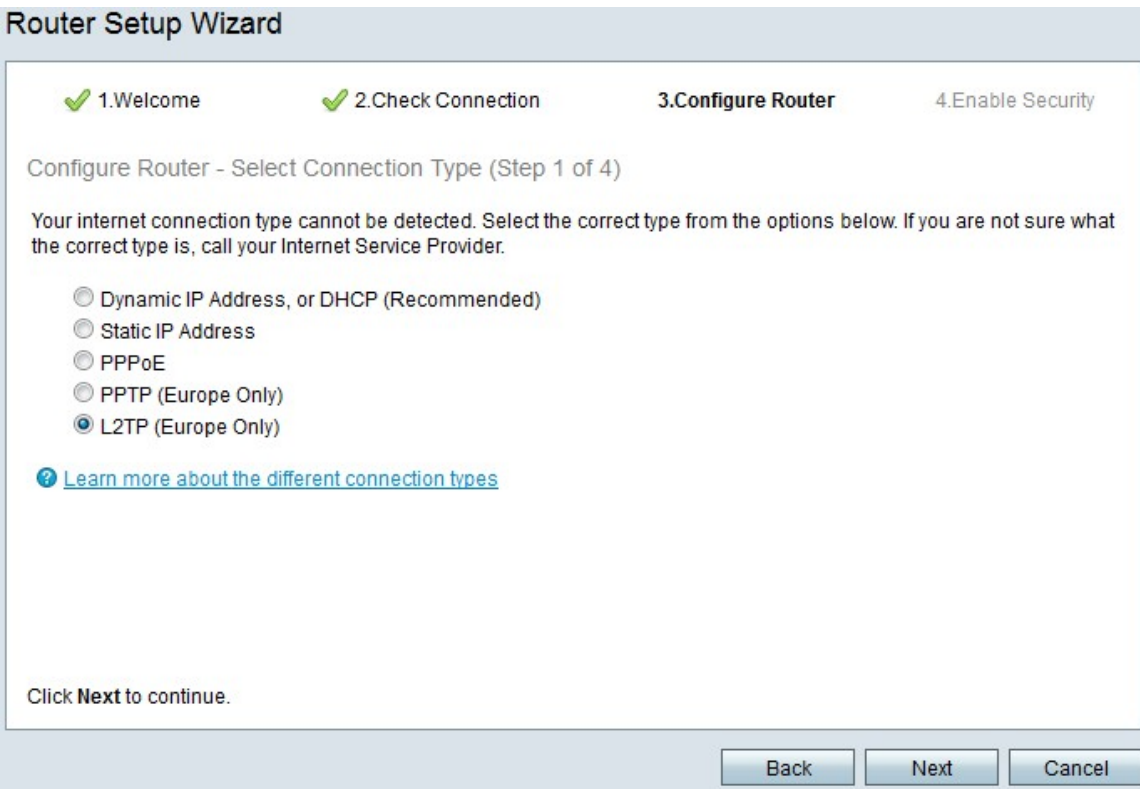 Router Setup Wizard
1.Welcome 2.Check Connection 3.Configure Router 4.Enable Security
Configure Router - Select Connection Type (Step 1 of 4)
Your internet connection type cannot be detected. Select the correct type from the options below. If you are not sure what
the correct type is, call your Internet Service Provider.
Dynamic IP Address, or DHCP (Recommended)
Static IP Address
PPPoE
PPTP (Europe Only)
L2TP (Europe Only)
? Learn more about the different connection types
Click Next to continue.
Back Next Cancel